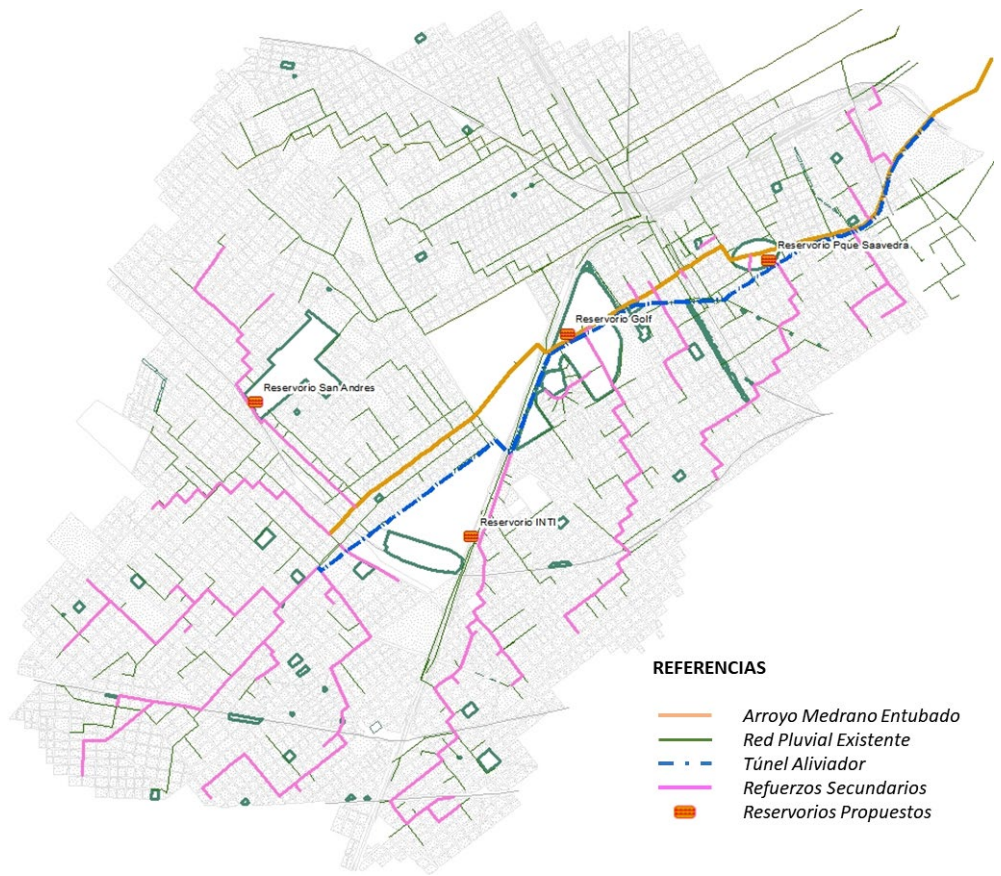 Reservorio Pque Saavedra
Reservorio Golf
Reservorio San Andres
Reservorio INTI
REFERENCIAS
Arroyo Medrano Entubado
Red Pluvial Existente
Túnel Aliviador
Refuerzos Secundarios
Reservorios Propuestos